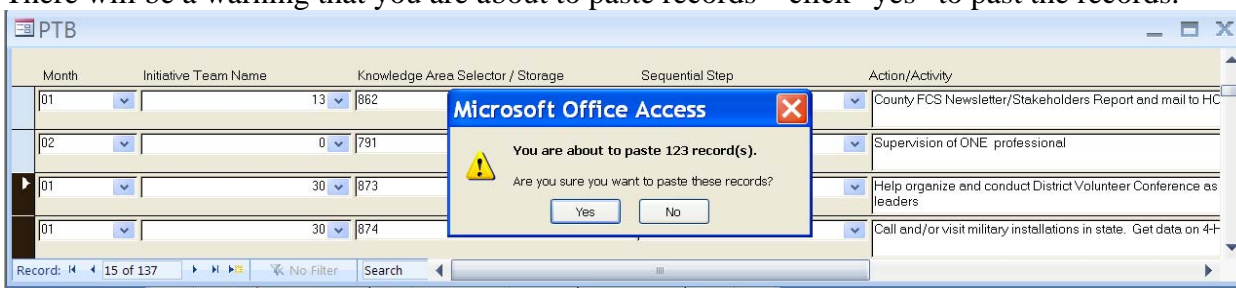 There will be a warning that you are about to paste records – click "yes" to past the records.
PTB
Month Initiative Team Name Knowledge Area Selector / Storage Sequential Step Action/Activity
01 13 862 County FCS Newsletter/Stakeholders Report and mail to HO
02 0 791 Supervision of ONE professional
01 30 873 Help organize and conduct District Volunteer Conference as
leaders
01 30 874 Call and/or visit military installations in state. Get data on 4-H
Microsoft Office Access
You are about to paste 123 record(s).
Are you sure you want to paste these records?
Yes No
Record: 15 of 137 No Filter Search